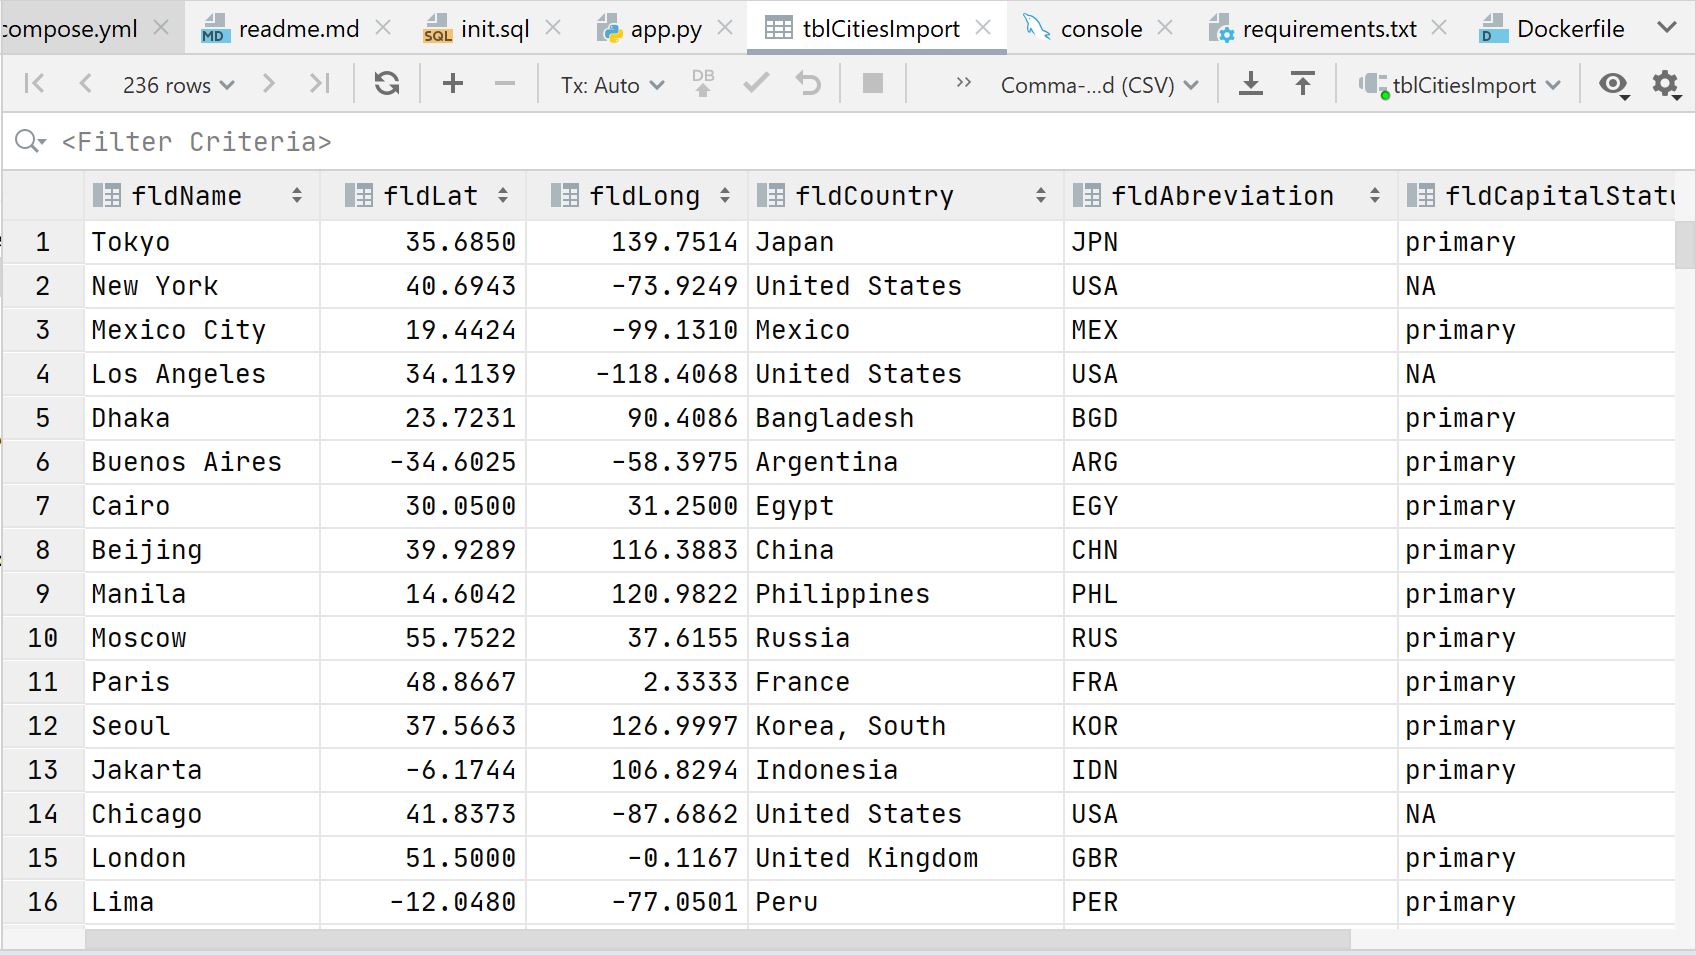 compose.yml readme.md init.sql app.py tblCitiesImport console requirements.txt Dockerfile
236 rows Tx: Auto DB Comma-...d (CSV) tblCitiesImport
<Filter Criteria>
fldName fldLat fldLong fldCountry fldAbreviation fldCapitalStatu
1 Tokyo 35.6850 139.7514 Japan JPN primary
2 New York 40.6943 -73.9249 United States USA NA
3 Mexico City 19.4424 -99.1310 Mexico MEX primary
4 Los Angeles 34.1139 -118.4068 United States USA NA
5 Dhaka 23.7231 90.4086 Bangladesh BGD primary
6 Buenos Aires -34.6025 -58.3975 Argentina ARG primary
7 Cairo 30.0500 31.2500 Egypt EGY primary
8 Beijing 39.9289 116.3883 China CHN primary
9 Manila 14.6042 120.9822 Philippines PHL primary
10 Moscow 55.7522 37.6155 Russia RUS primary
11 Paris 48.8667 2.3333 France FRA primary
12 Seoul 37.5663 126.9997 Korea, South KOR primary
13 Jakarta -6.1744 106.8294 Indonesia IDN primary
14 Chicago 41.8373 -87.6862 United States USA NA
15 London 51.5000 -0.1167 United Kingdom GBR primary
16 Lima -12.0480 -77.0501 Peru PER primary